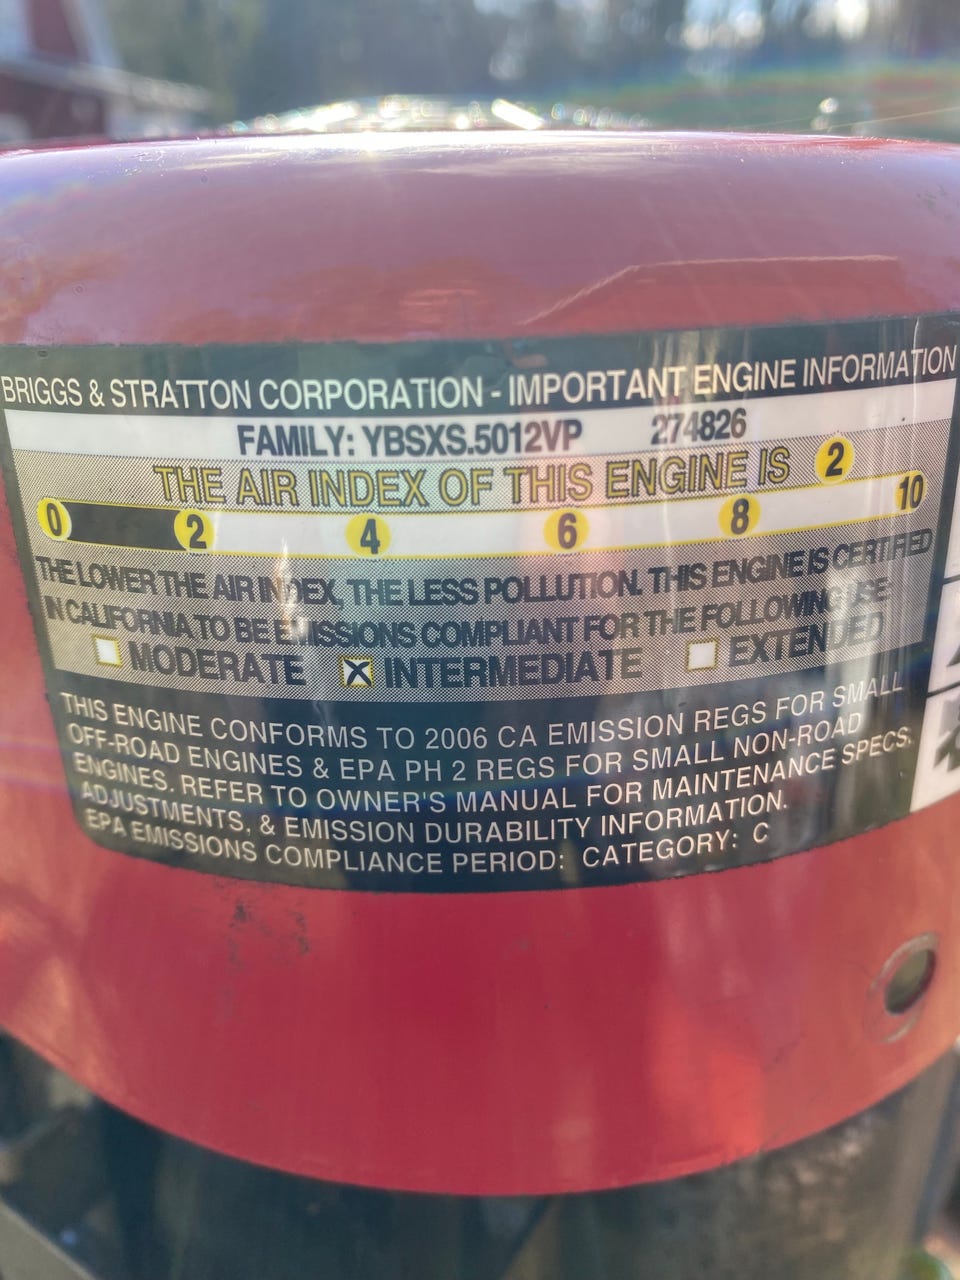 BRIGGS & STRATTON CORPORATION - IMPORTANT ENGINE INFORMATION
FAMILY: YBSXS.5012VP 274826
THE AIR INDEX OF THIS ENGINE IS 2
0 2 4 6 8 10
THE LOWER THE AIR INDEX, THE LESS POLLUTION. THIS ENGINE IS CERTIFIED
IN CALIFORNIA TO BE EMISSIONS COMPLIANT FOR THE FOLLOWING USE:
MODERATE INTERMEDIATE EXTENDED
THIS ENGINE CONFORMS TO 2006 CA EMISSION REGS FOR SMALL
OFF-ROAD ENGINES & EPA PH 2 REGS FOR SMALL NON-ROAD
ENGINES. REFER TO OWNER'S MANUAL FOR MAINTENANCE SPECS.
ADJUSTMENTS, & EMISSION DURABILITY INFORMATION.
EPA EMISSIONS COMPLIANCE PERIOD: CATEGORY: C